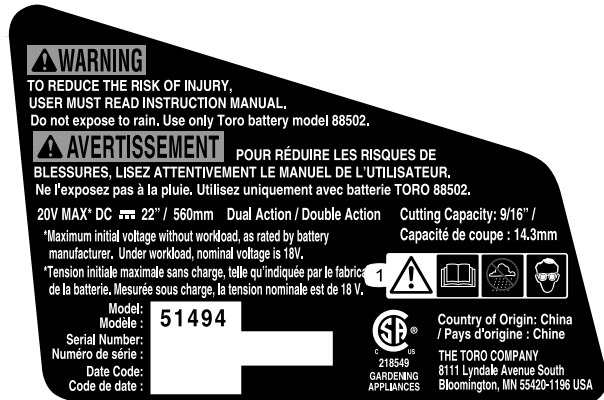 WARNING
TO REDUCE THE RISK OF INJURY,
USER MUST READ INSTRUCTION MANUAL.
Do not expose to rain. Use only Toro battery model 88502.
AVERTISSEMENT POUR RÉDUIRE LES RISQUES DE
BLESSURES, LISEZ ATTENTIVEMENT LE MANUEL DE L'UTILISATEUR.
Ne l'exposez pas à la pluie. Utilisez uniquement avec batterie TORO 88502.
20V MAX* DC 22” / 560mm Dual Action / Double Action
*Maximum initial voltage without workload, as rated by battery
manufacturer. Under workload, nominal voltage is 18V.
*Tension initiale maximale sans charge, telle qu'indiquée par le fabrica
de la batterie. Mesurée sous charge, la tension nominale est de 18 V.
Cutting Capacity: 9/16” /
Capacité de coupe : 14.3mm
1
Model:
Modèle :
51494
Serial Number:
Numéro de série :
Date Code:
Code de date :
SA
C US
218549
GARDENING
APPLIANCES
Country of Origin: China
/ Pays d'origine : Chine
THE TORO COMPANY
8111 Lyndale Avenue South
Bloomington, MN 55420-1196 USA